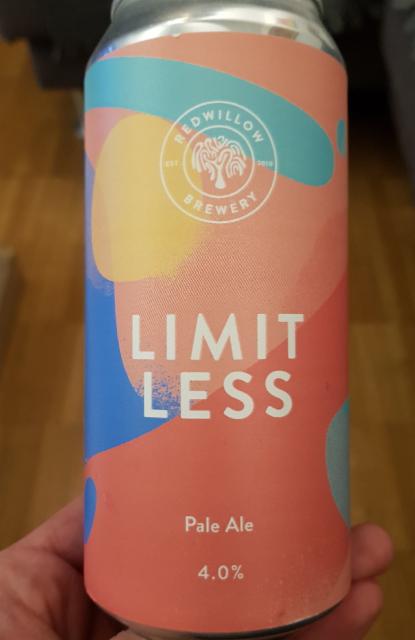 REDWILLOW
EST 2010
BREWERY
LIMIT
LESS
Pale Ale
4.0%